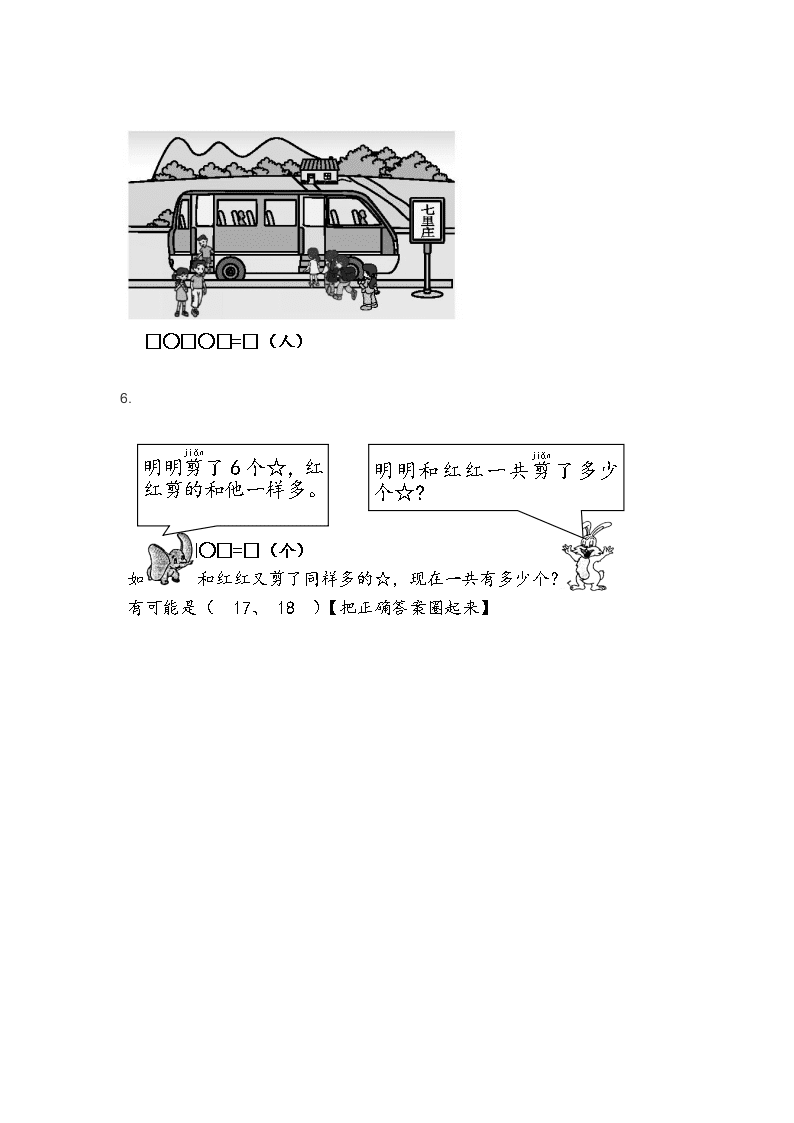 七里庄
□〇□〇□=□（人）
6.
jiǎn
明明剪了6个☆，红
红剪的和他一样多。
jiǎn
明明和红红一共剪了多少
个☆？
〇□=□（个）
如 和红红又剪了同样多的☆，现在一共有多少个？
有可能是（ 17、 18 ）【把正确答案圈起来】